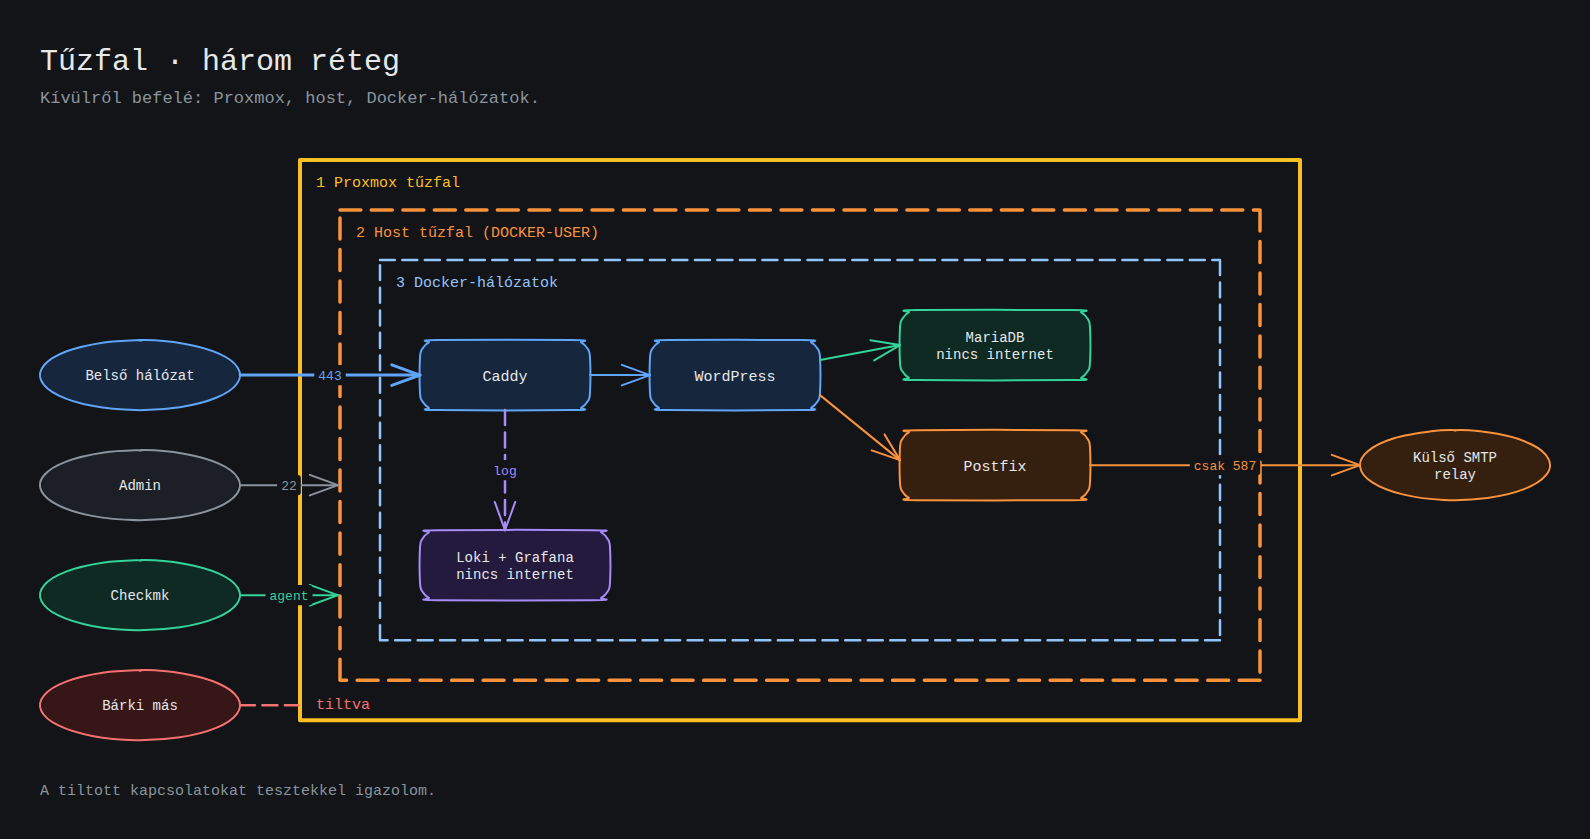 Tűzfal · három réteg
Kívülről befelé: Proxmox, host, Docker-hálózatok.
1 Proxmox tűzfal
2 Host tűzfal (DOCKER-USER)
3 Docker-hálózatok
MariaDB
nincs internet
Belső hálózat
443
Caddy
WordPress
Postfix
csak 587
Külső SMTP
relay
log
Admin
22
Loki + Grafana
nincs internet
Checkmk
agent
Bárki más
tiltva
A tiltott kapcsolatokat tesztekkel igazolom.